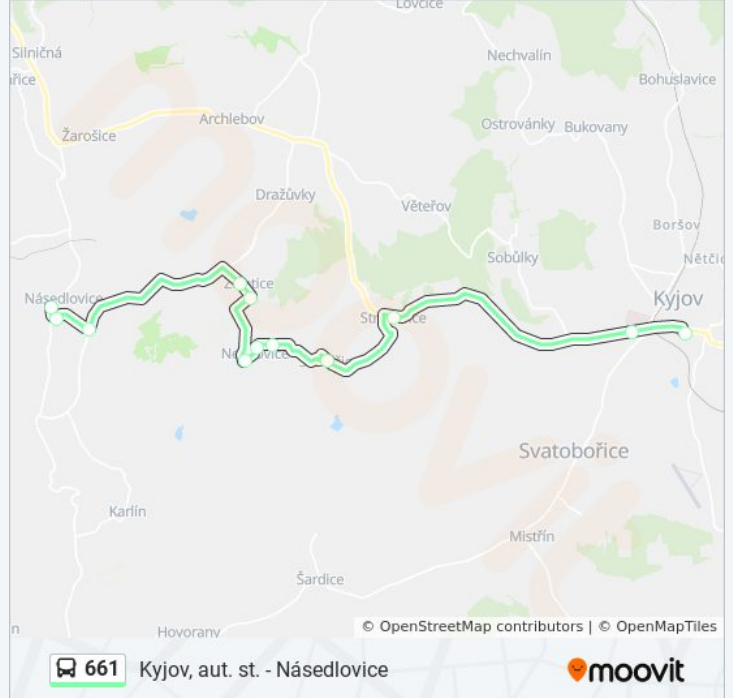 Lovčice
Silničná
Nechvalín
Bohuslavice
Archlebov
Ostrovánky
Bukovany
Žarošice
Dražůvky
Věteřov
Boršov
Sobůlky
Násedlovice
Kyjov
Svatobořice
Karlín
Mistřín
Šardice
Hovorany
© OpenStreetMap contributors | © OpenMapTiles
661 Kyjov, aut. st. - Násedlovice
moovit